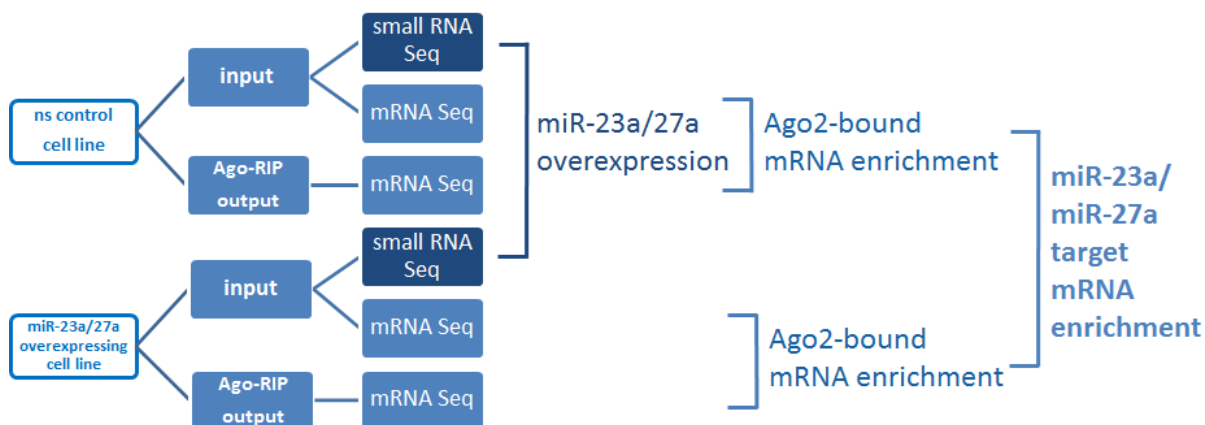 small RNA
Seq
input
mRNA Seq
ns control
cell line
Ago-RIP
output
mRNA Seq
miR-23a/27a
overexpression
Ago2-bound
mRNA enrichment
miR-23a/
miR-27a
target
mRNA
enrichment
small RNA
Seq
input
mRNA Seq
miR-23a/27a
overexpressing
cell line
Ago-RIP
output
mRNA Seq
Ago2-bound
mRNA enrichment